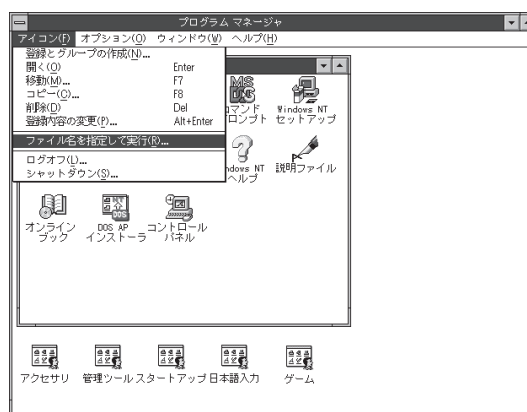 プログラム マネージャ
アイコン(F) オプション(O) ウィンドウ(W) ヘルプ(H)
登録とグループの作成(N)...
開く(O) Enter
移動(M)... F7
コピー(C)... F8
削除(D) Del
登録内容の変更(P)... Alt+Enter
ファイル名を指定して実行(R)...
ログオフ(L)...
シャットダウン(S)...
MS
DOS
マンド
ロンプト
Windows NT
セットアップ
ndows NT
ヘルプ
説明ファイル
オンライン
ブック
DOS AP
インストーラ
コントロール
パネル
アクセサリ
管理ツール
スタートアップ
日本語入力
ゲーム